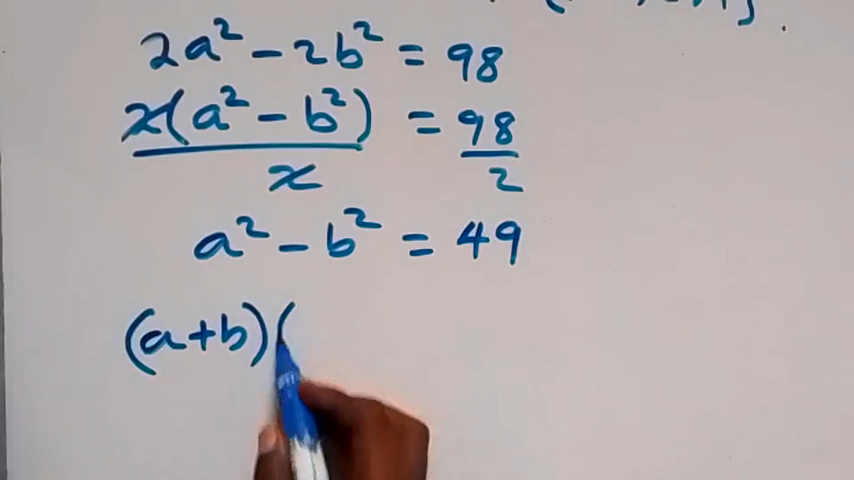 2a² - 2b² = 98
2(a² - b²)/2 = 98/2
a² - b² = 49
(a+b)(